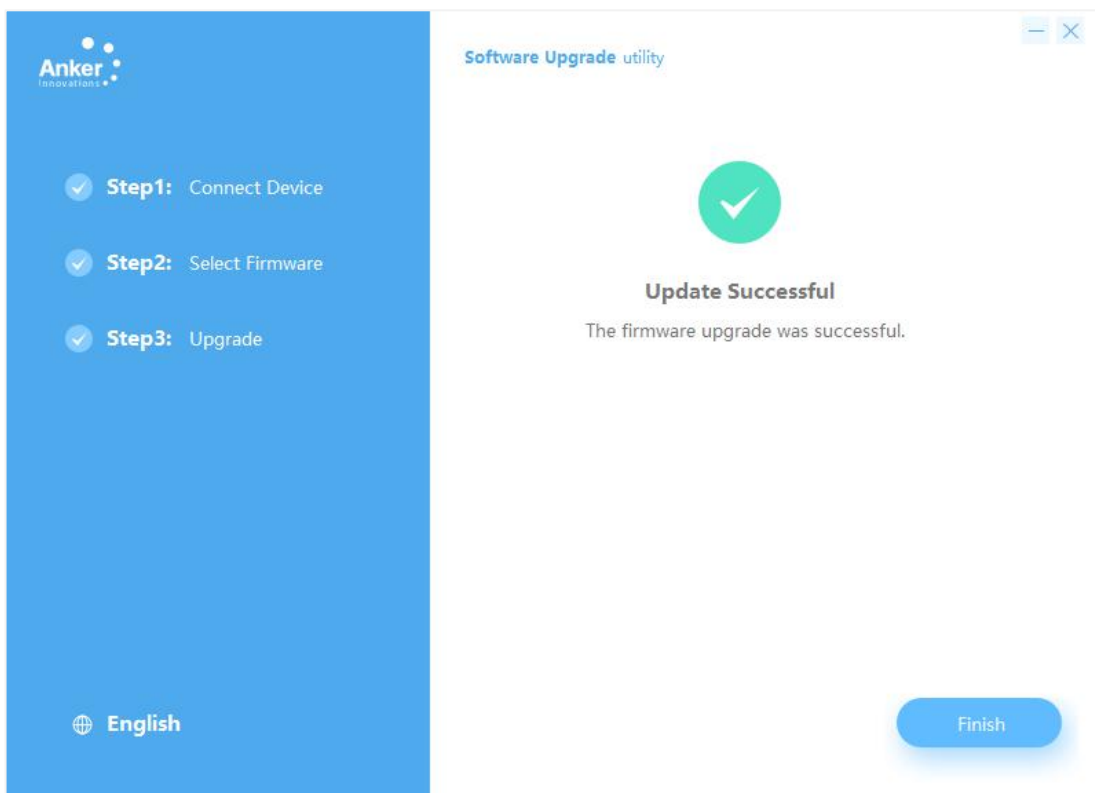 Anker
Innovations
Software Upgrade utility
Step1: Connect Device
Step2: Select Firmware
Step3: Upgrade
Update Successful
The firmware upgrade was successful.
English
Finish